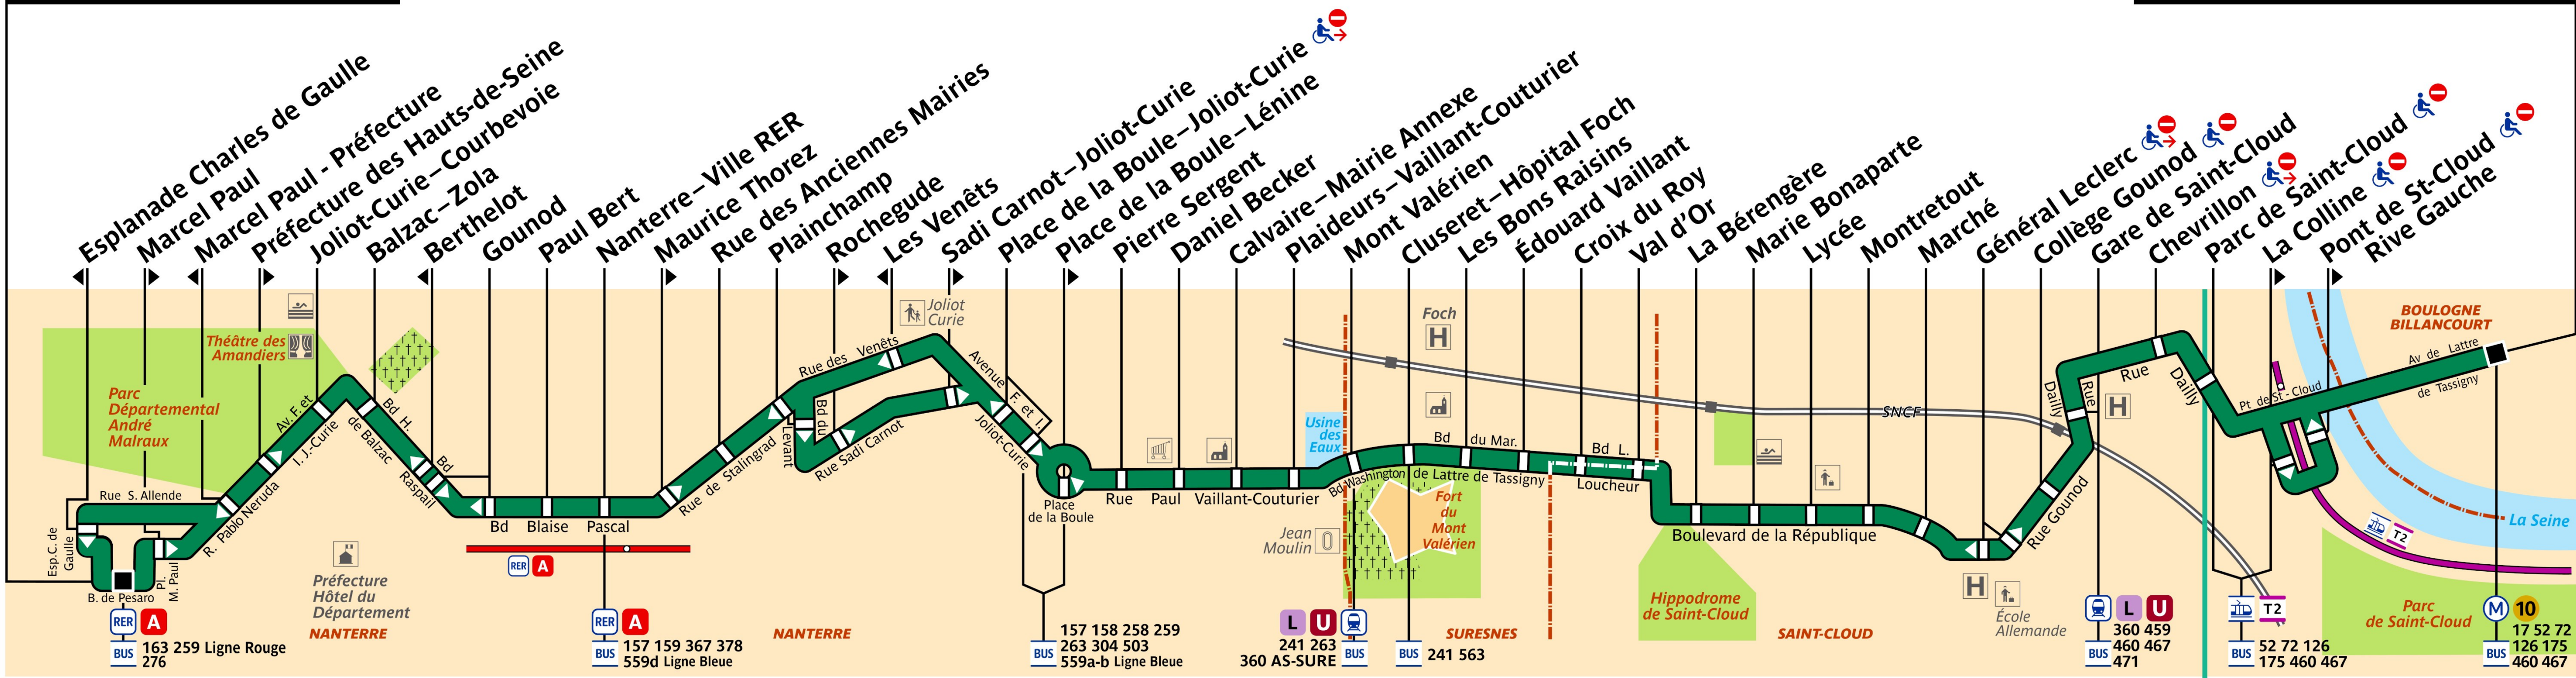 Esplanade Charles de Gaulle
Marcel Paul
Marcel Paul - Préfecture
Préfecture des Hauts-de-Seine
Joliot-Curie–Courbevoie
Balzac–Zola
Berthelot
Gounod
Paul Bert
Nanterre–Ville RER
Maurice Thorez
Rue des Anciennes Mairies
Plainchamp
Rochegude
Les Venêts
Sadi Carnot–Joliot-Curie
Place de la Boule–Joliot-Curie
Place de la Boule–Lénine
Pierre Sergent
Daniel Becker
Calvaire–Mairie Annexe
Plaideurs–Vaillant-Couturier
Mont Valérien
Cluseret–Hôpital Foch
Les Bons Raisins
Édouard Vaillant
Croix du Roy
Val d'Or
La Bérengère
Marie Bonaparte
Lycée
Montretout
Marché
Général Leclerc
Collège Gounod
Gare de Saint-Cloud
Chevrillon
Parc de Saint-Cloud
La Colline
Pont de St-Cloud
Rive Gauche
Théâtre des
Amandiers
Parc
Départemental
André
Malraux
Rue S. Allende
Esp.C. de
Gaulle
B. de Pesaro
Pl.
M. Paul
R. Pablo Neruda
Av. F. et
I. J.-Curie
Bd H.
de Balzac
Bd
Raspail
Bd Blaise Pascal
RER A
Préfecture
Hôtel du
Département
NANTERRE
RER A
BUS
163 259 Ligne Rouge
276
RER A
BUS
157 159 367 378
559d Ligne Bleue
NANTERRE
Rue de Stalingrad
Rue des Venêts
Bd du
Levant
Rue Sadi Carnot
Joliot
Curie
Avenue F. et I.
Joliot-Curie
Place
de la Boule
BUS
157 158 258 259
263 304 503
559a-b Ligne Bleue
Rue Paul Vaillant-Couturier
Usine
des
Eaux
Bd Washington
Jean
Moulin
L U
241 263
360 AS-SURE
BUS
Foch
H
Bd du Mar.
de Lattre de Tassigny
Fort
du
Mont
Valérien
BUS
241 563
SURESNES
Bd L.
Loucheur
SNCF
Boulevard de la République
Hippodrome
de Saint-Cloud
SAINT-CLOUD
H
École
Allemande
Rue Gounod
Rue
Dailly
H
Rue
Dailly
L U
BUS
360 459
460 467
471
Pt de St-Cloud
T2
T2
BUS
52 72 126
175 460 467
La Seine
Parc
de Saint-Cloud
BOULOGNE
BILLANCOURT
Av de Lattre
de Tassigny
M 10
BUS
17 52 72
126 175
460 467